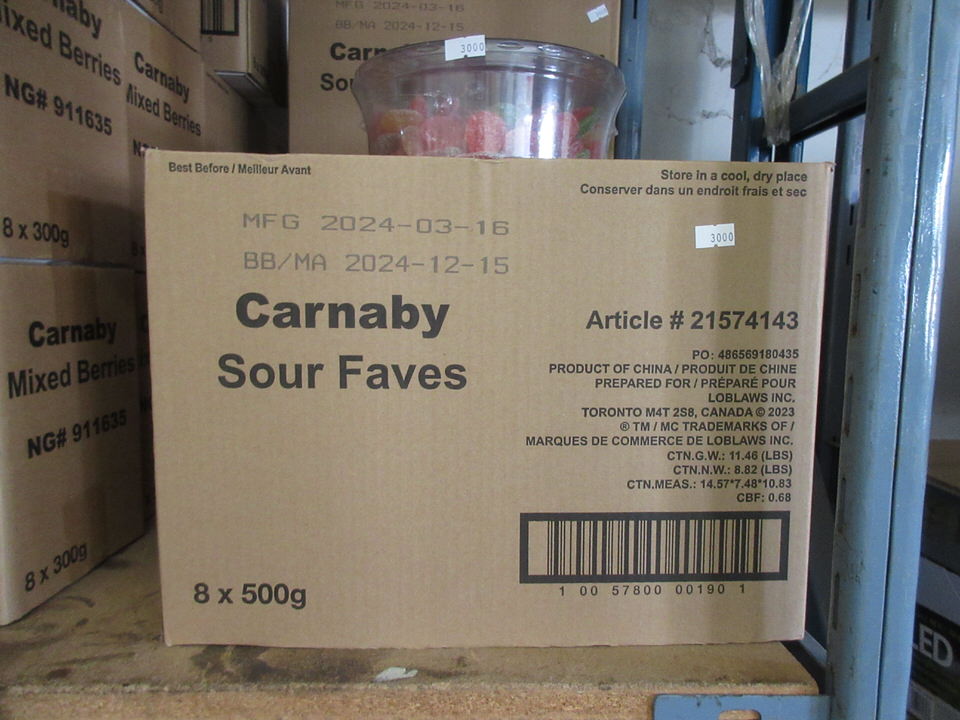 Carnaby
Mixed Berries
NG# 911635
8 x 300g
Carnaby
Mixed Berries
Carnaby
Mixed Berries
NG# 911635
8 x 300g
MFG 2024-03-16
BB/MA 2024-12-15
3000
Best Before / Meilleur Avant
Store in a cool, dry place
Conserver dans un endroit frais et sec
MFG 2024-03-16
BB/MA 2024-12-15
3000
Carnaby
Sour Faves
Article # 21574143
PO: 486569180435
PRODUCT OF CHINA / PRODUIT DE CHINE
PREPARED FOR / PRÉPARÉ POUR
LOBLAWS INC.
TORONTO M4T 2S8, CANADA © 2023
® TM / MC TRADEMARKS OF /
MARQUES DE COMMERCE DE LOBLAWS INC.
CTN.G.W.: 11.46 (LBS)
CTN.N.W.: 8.82 (LBS)
CTN.MEAS.: 14.57*7.48*10.83
CBF: 0.68
1 00 57800 00190 1
8 x 500g